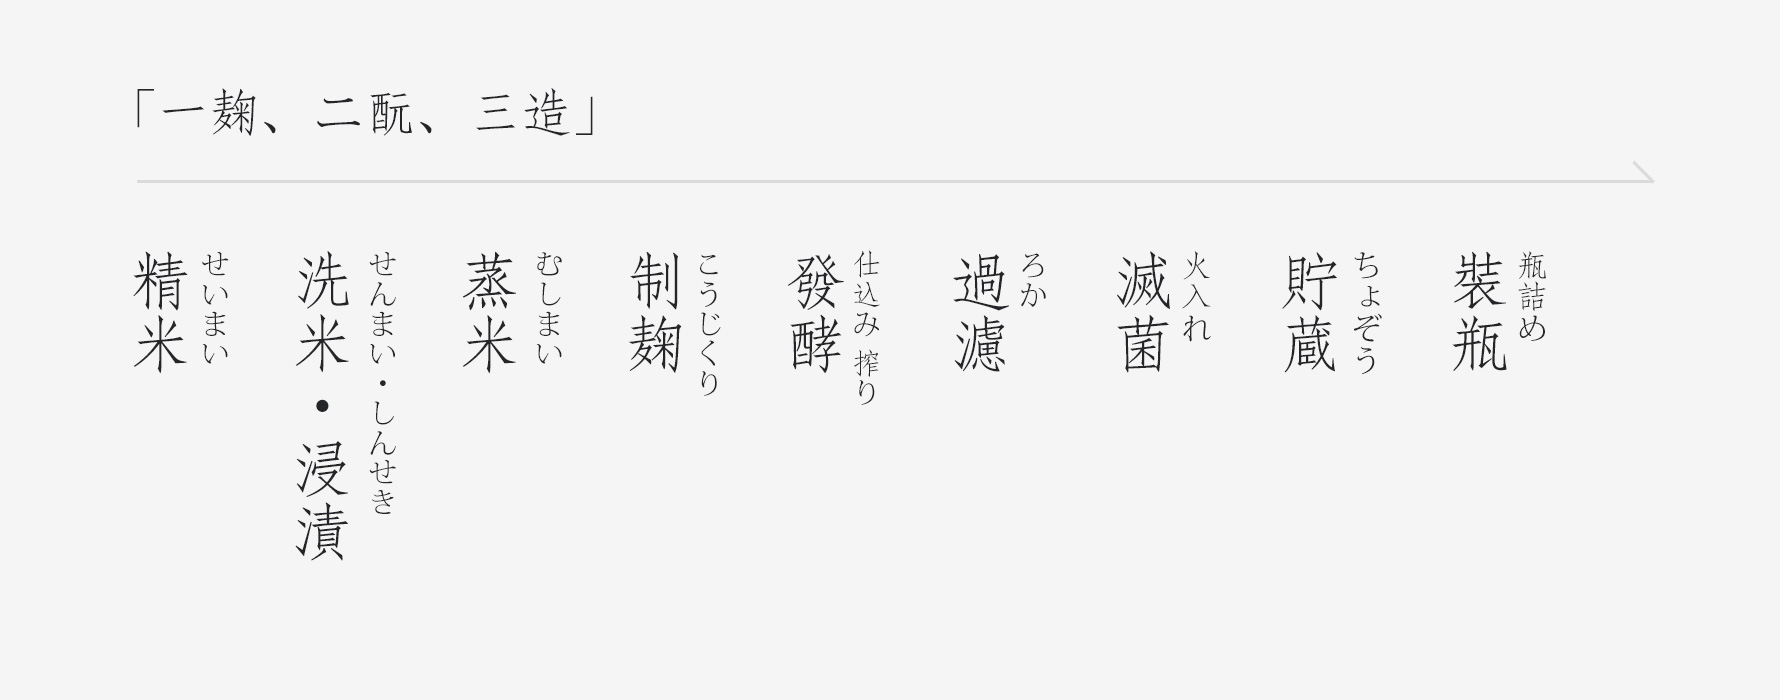 「一麹、二酛、三造」
精米
せいまい
洗米・浸漬
せんまい・しんせき
蒸米
むしまい
制麹
こうじくり
發酵
仕込み 搾り
過濾
ろか
滅菌
火入れ
貯蔵
ちょぞう
裝瓶
瓶詰め